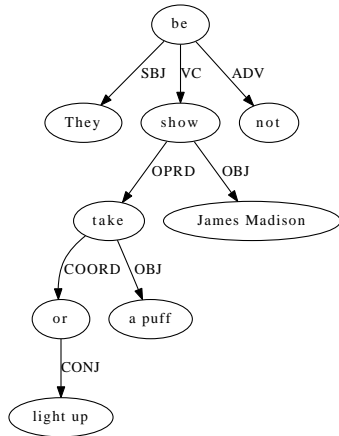 be
SBJ VC ADV
They show not
OPRD OBJ
take James Madison
COORD OBJ
or a puff
CONJ
light up